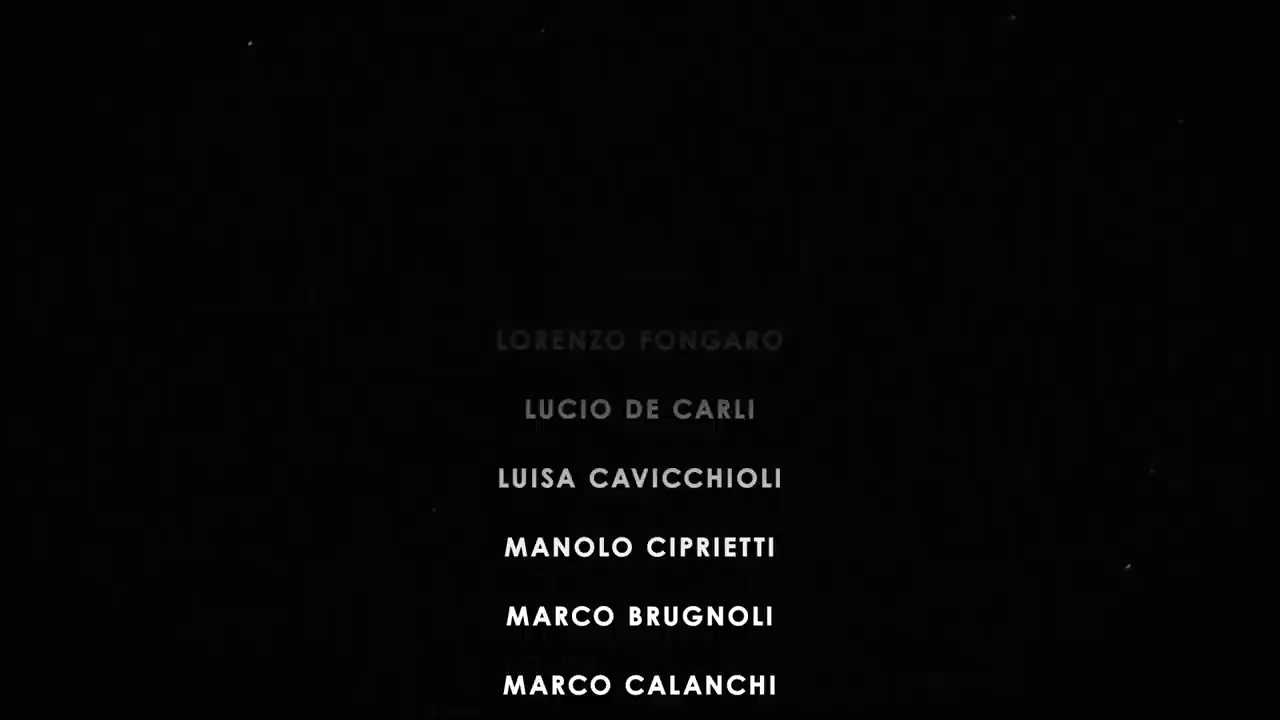 LORENZO FONGARO
LUCIO DE CARLI
LUISA CAVICCHIOLI
MANOLO CIPRIETTI
MARCO BRUGNOLI
MARCO CALANCHI